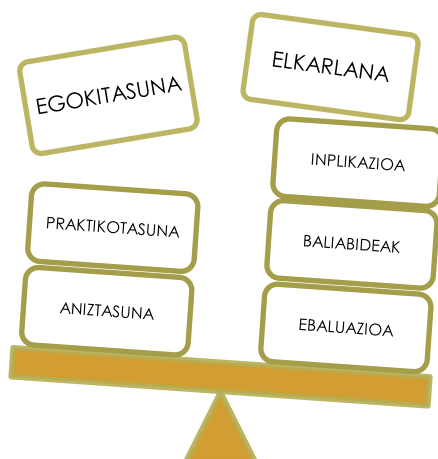 EGOKITASUNA
PRAKTIKOTASUNA
ANIZTASUNA
ELKARLANA
INPLIKAZIOA
BALIABIDEAK
EBALUAZIOA